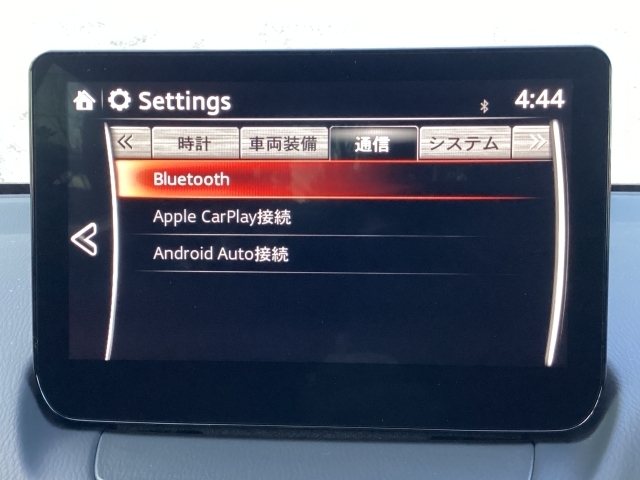 Settings 4:44
時計 車両装備 通信 システム
Bluetooth
Apple CarPlay接続
Android Auto接続